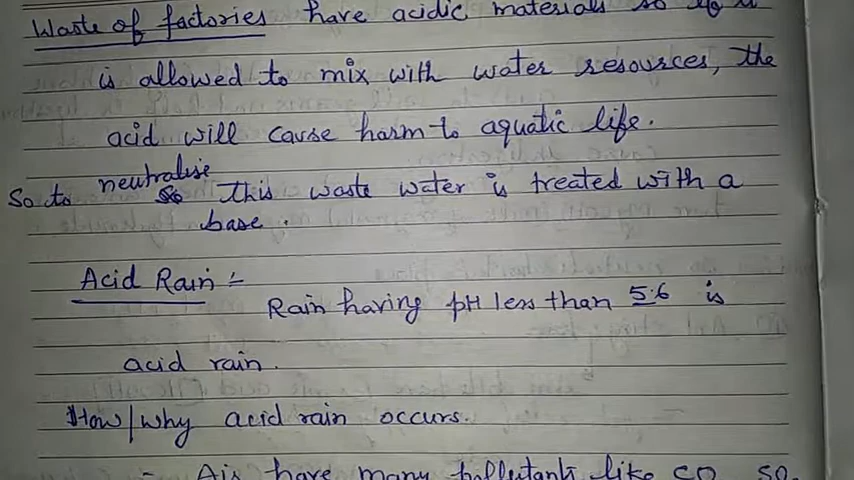 Waste of factories have acidic materials so if it
is allowed to mix with water resources, the
acid will cause harm to aquatic life.
So to neutralise this waste water is treated with a
base.
Acid Rain :-
Rain having pH less than 5.6 is
acid rain.
How/why acid rain occurs.
- Air have many pollutants like CO SO